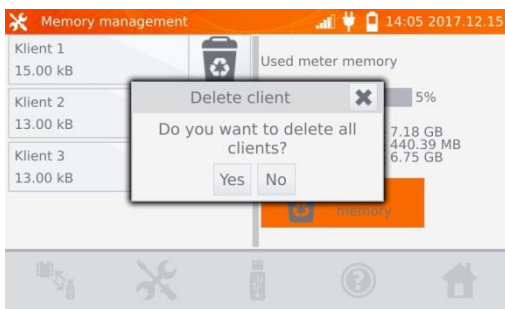 Memory management
14:05 2017.12.15
Klient 1
15.00 kB
Klient 2
13.00 kB
Klient 3
13.00 kB
Used meter memory
5%
7.18 GB
440.39 MB
6.75 GB
memory
Delete client
Do you want to delete all
clients?
Yes No